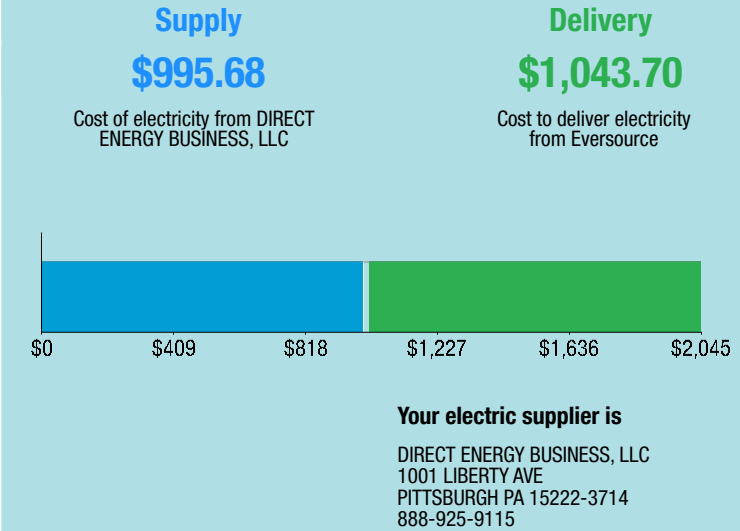 Supply
$995.68
Cost of electricity from DIRECT
ENERGY BUSINESS, LLC
Delivery
$1,043.70
Cost to deliver electricity
from Eversource
$0 $409 $818 $1,227 $1,636 $2,045
Your electric supplier is
DIRECT ENERGY BUSINESS, LLC
1001 LIBERTY AVE
PITTSBURGH PA 15222-3714
888-925-9115